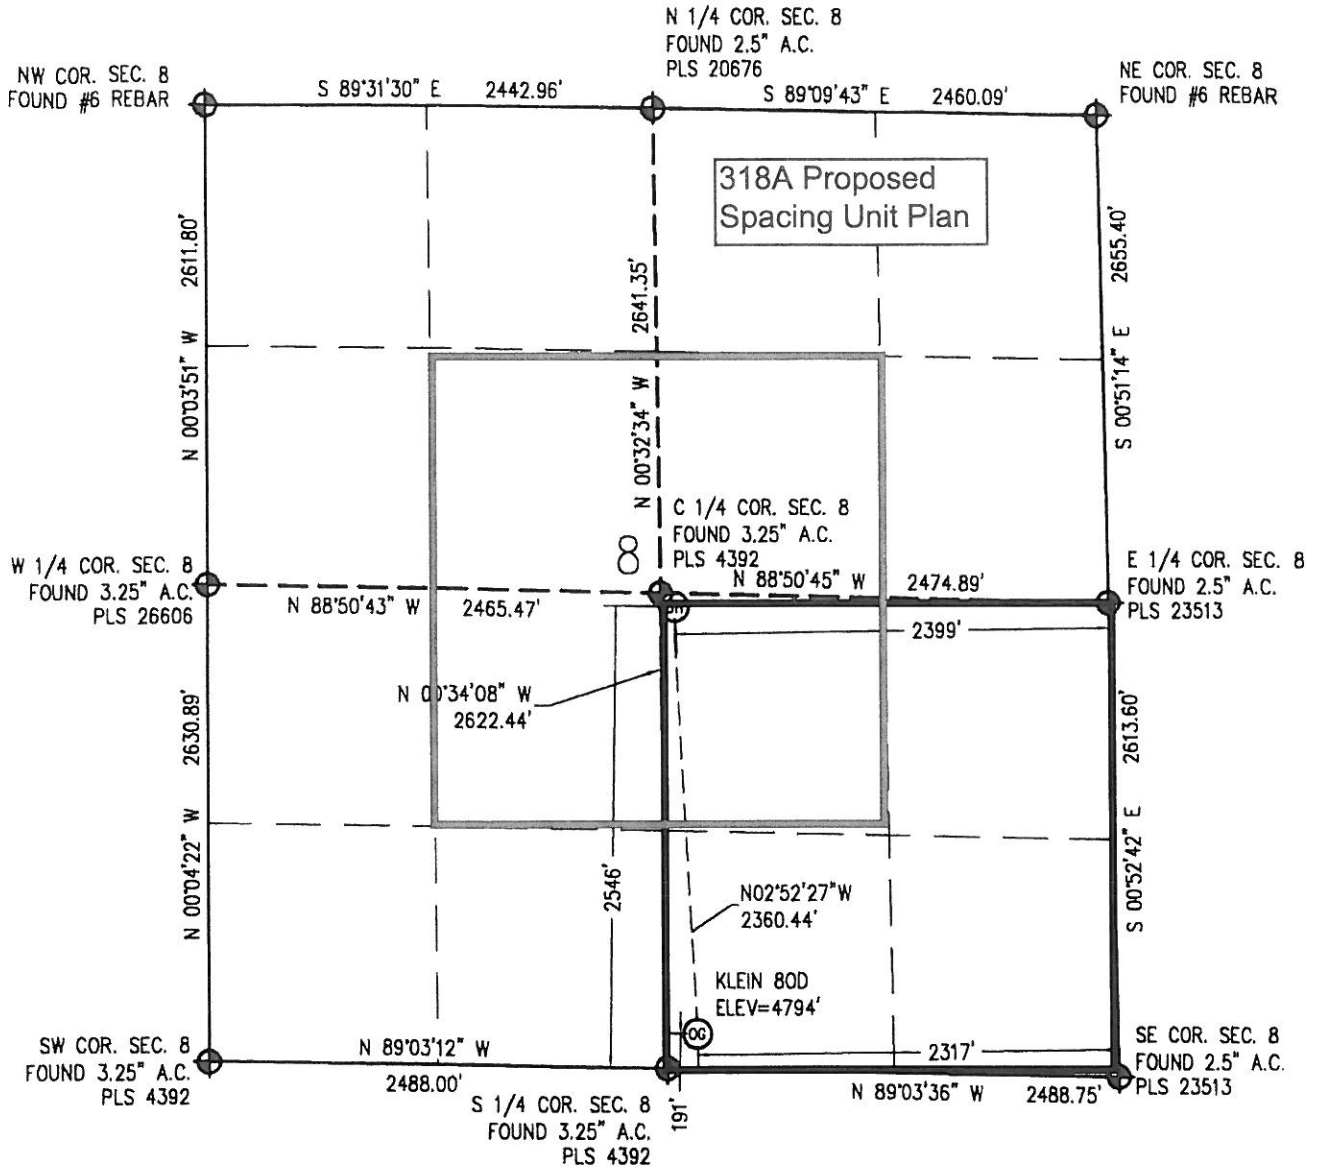 N 1/4 COR. SEC. 8
FOUND 2.5" A.C.
PLS 20676
NW COR. SEC. 8
FOUND #6 REBAR
NE COR. SEC. 8
FOUND #6 REBAR
S 89°31'30" E 2442.96'
S 89°09'43" E 2460.09'
318A Proposed
Spacing Unit Plan
2611.80'
N 00°03'51" W
2641.35'
N 00°32'34" W
2655.40'
S 00°51'14" E
C 1/4 COR. SEC. 8
FOUND 3.25" A.C.
PLS 4392
8
W 1/4 COR. SEC. 8
FOUND 3.25" A.C.
PLS 26606
E 1/4 COR. SEC. 8
FOUND 2.5" A.C.
PLS 23513
N 88°50'43" W 2465.47'
N 88°50'45" W 2474.89'
2399'
N 00°34'08" W
2622.44'
2630.89'
N 00°04'22" W
2613.60'
S 00°52'42" E
2546'
N02°52'27"W
2360.44'
KLEIN 80D
ELEV=4794'
OG
2317'
SW COR. SEC. 8
FOUND 3.25" A.C.
PLS 4392
N 89°03'12" W
2488.00'
S 1/4 COR. SEC. 8
FOUND 3.25" A.C.
PLS 4392
191'
N 89°03'36" W 2488.75'
SE COR. SEC. 8
FOUND 2.5" A.C.
PLS 23513